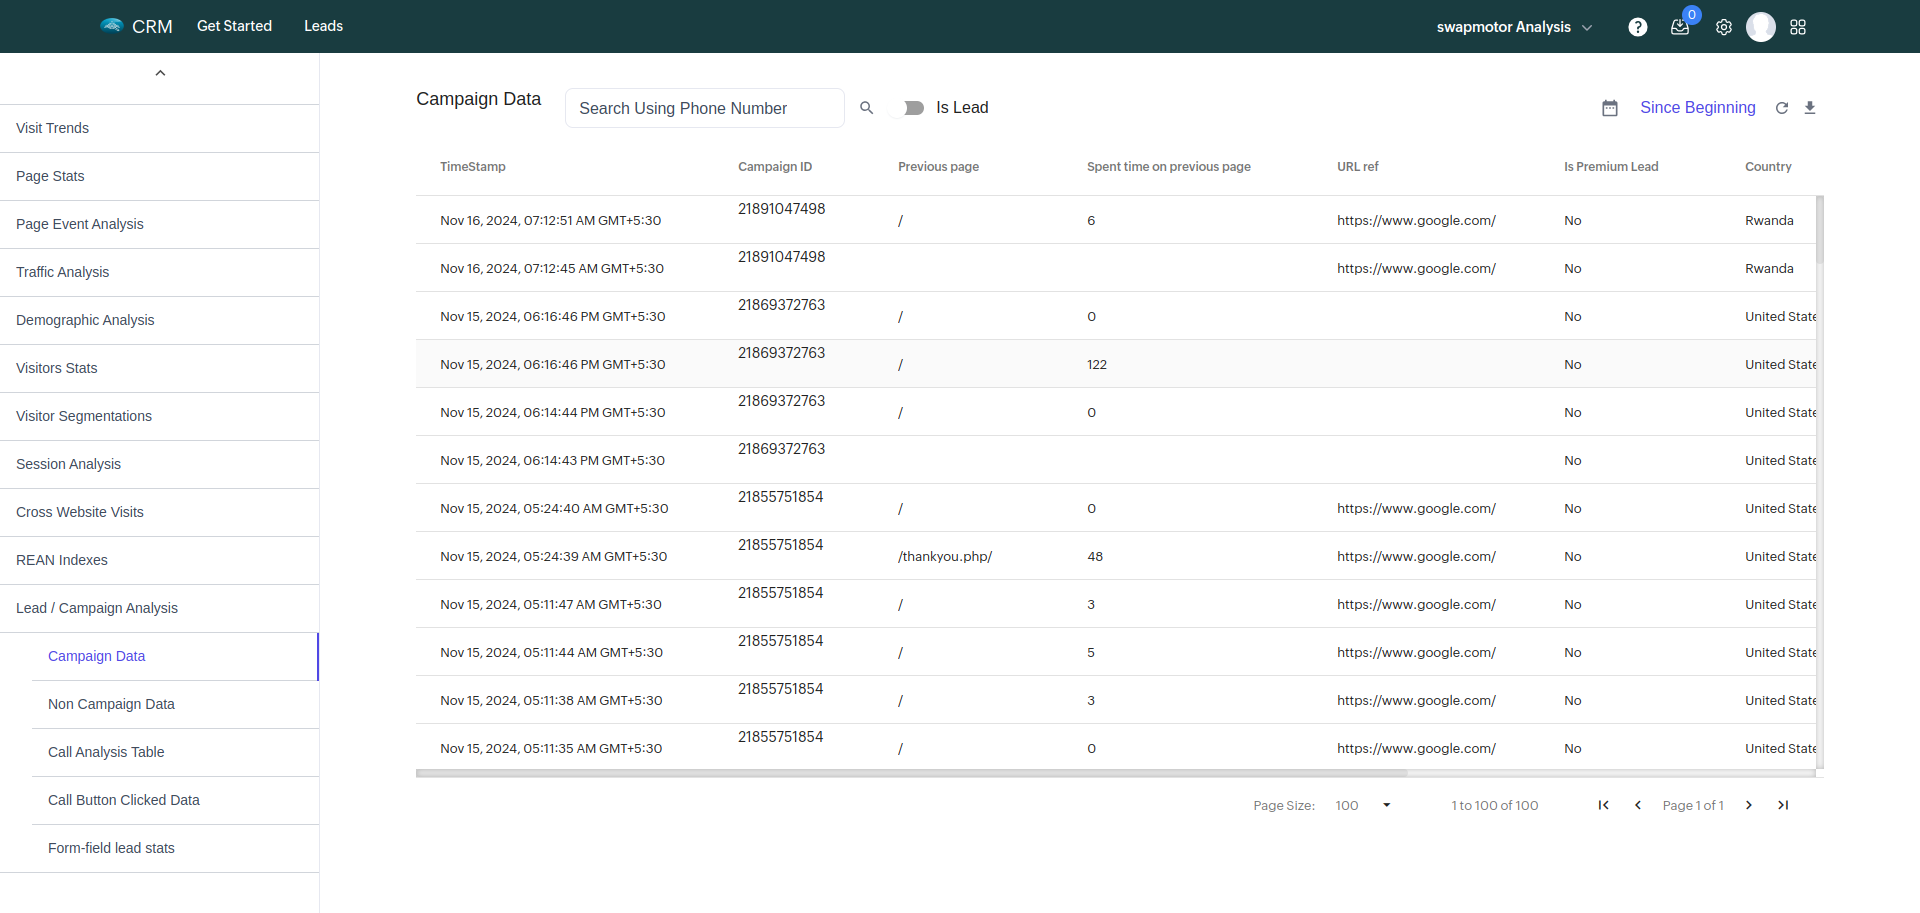 CRM Get Started Leads swapmotor Analysis 0
Campaign Data Search Using Phone Number Is Lead Since Beginning
Visit Trends
Page Stats
Page Event Analysis
Traffic Analysis
Demographic Analysis
Visitors Stats
Visitor Segmentations
Session Analysis
Cross Website Visits
REAN Indexes
Lead / Campaign Analysis
Campaign Data
Non Campaign Data
Call Analysis Table
Call Button Clicked Data
Form-field lead stats
TimeStamp Campaign ID Previous page Spent time on previous page URL ref Is Premium Lead Country
Nov 16, 2024, 07:12:51 AM GMT+5:30 21891047498 / 6 https://www.google.com/ No Rwanda
Nov 16, 2024, 07:12:45 AM GMT+5:30 21891047498 https://www.google.com/ No Rwanda
Nov 15, 2024, 06:16:46 PM GMT+5:30 21869372763 / 0 No United State
Nov 15, 2024, 06:16:46 PM GMT+5:30 21869372763 / 122 No United State
Nov 15, 2024, 06:14:44 PM GMT+5:30 21869372763 / 0 No United State
Nov 15, 2024, 06:14:43 PM GMT+5:30 21869372763 No United State
Nov 15, 2024, 05:24:40 AM GMT+5:30 21855751854 / 0 https://www.google.com/ No United State
Nov 15, 2024, 05:24:39 AM GMT+5:30 21855751854 /thankyou.php/ 48 https://www.google.com/ No United State
Nov 15, 2024, 05:11:47 AM GMT+5:30 21855751854 / 3 https://www.google.com/ No United State
Nov 15, 2024, 05:11:44 AM GMT+5:30 21855751854 / 5 https://www.google.com/ No United State
Nov 15, 2024, 05:11:38 AM GMT+5:30 21855751854 / 3 https://www.google.com/ No United State
Nov 15, 2024, 05:11:35 AM GMT+5:30 21855751854 / 0 https://www.google.com/ No United State
Page Size: 100 1 to 100 of 100 Page 1 of 1